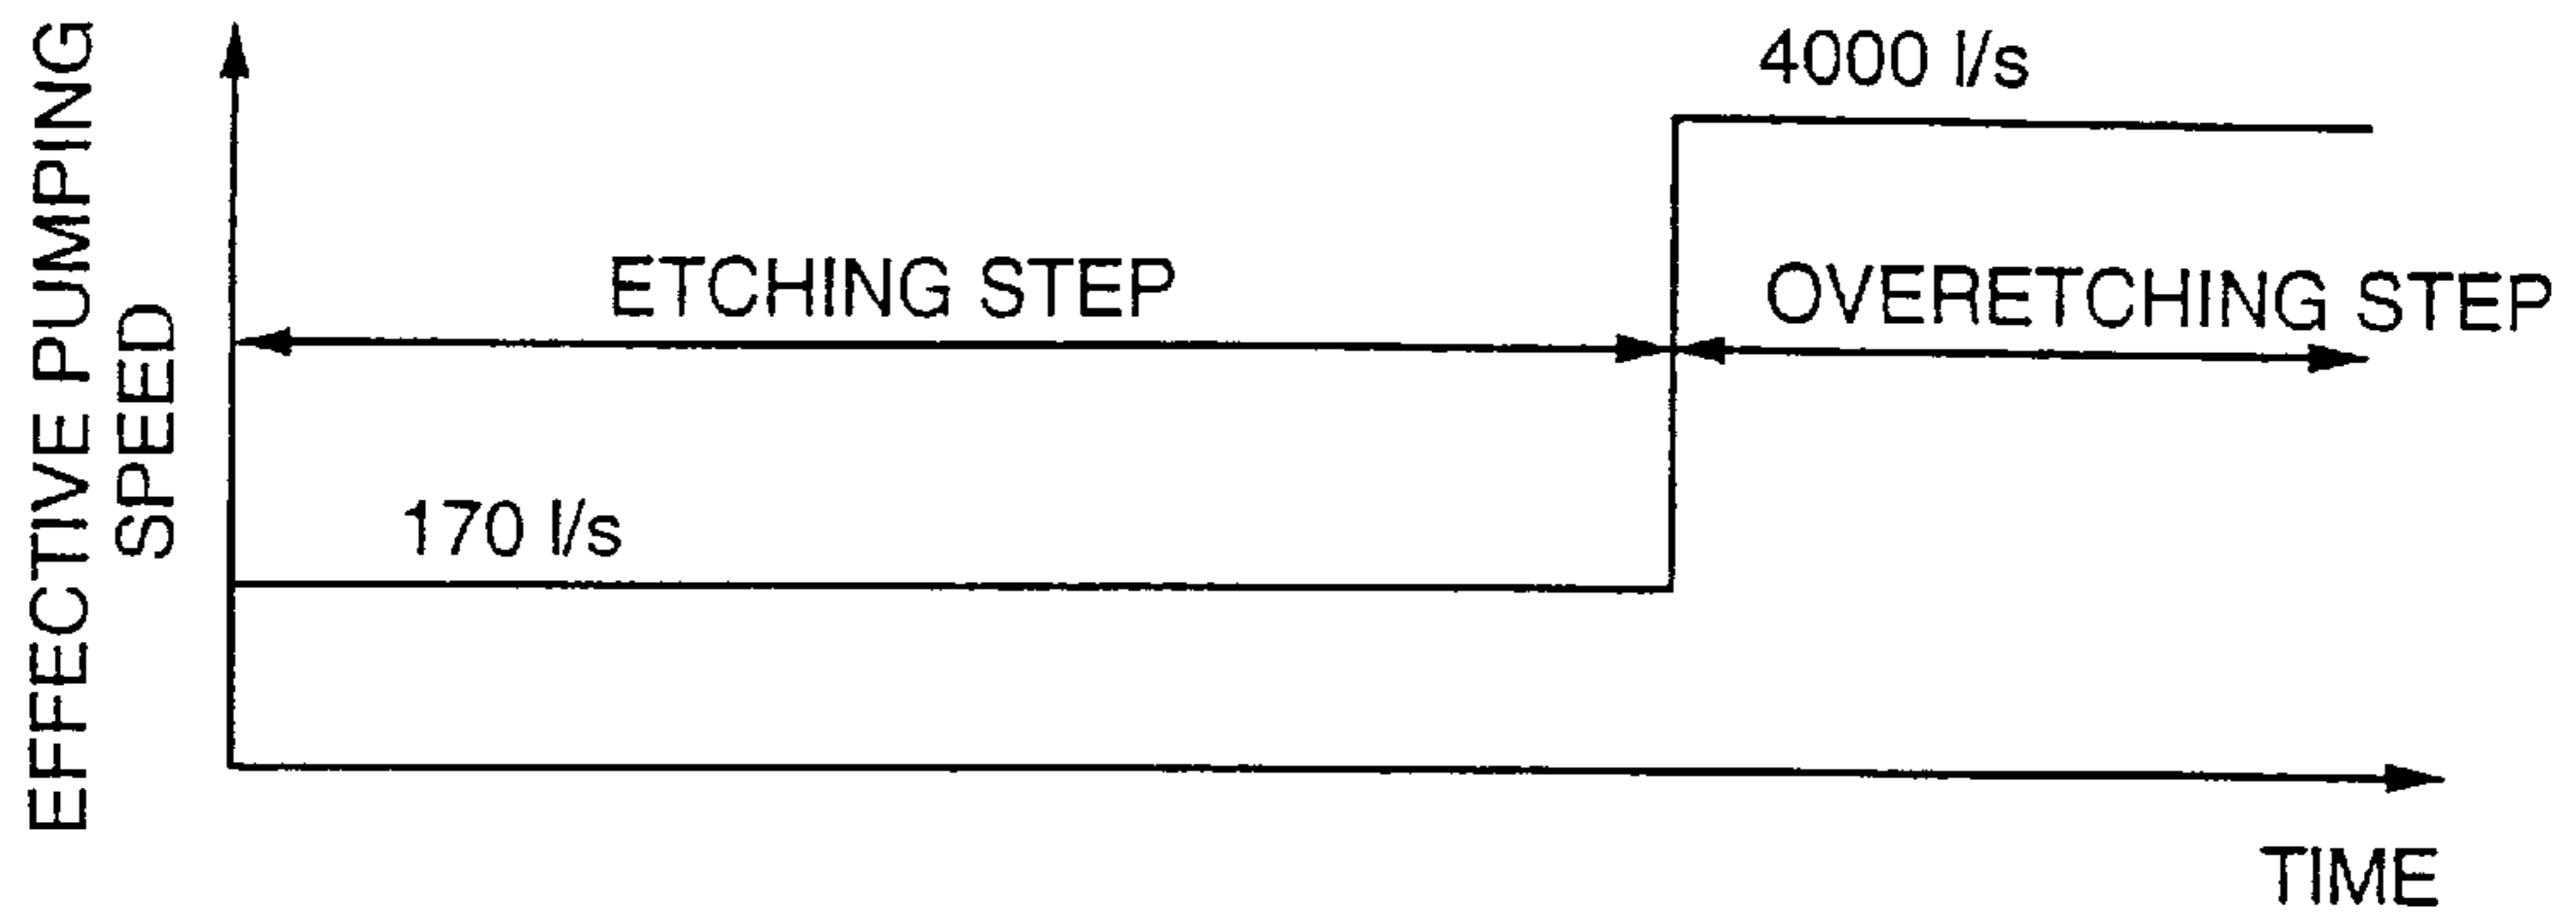 EFFECTIVE PUMPING
SPEED
4000 l/s
ETCHING STEP
OVERETCHING STEP
170 l/s
TIME